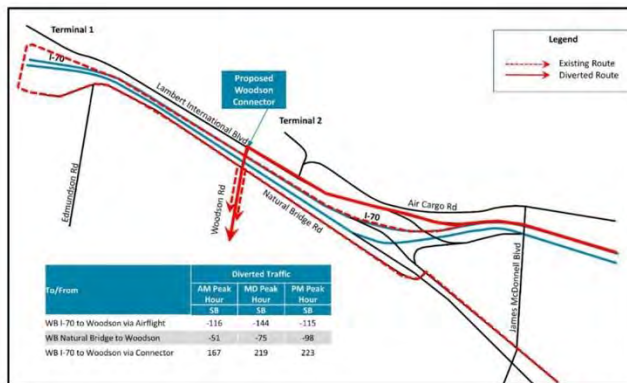 Terminal 1
I-70
Legend
Existing Route
Diverted Route
Proposed
Woodson
Connector
Lambert International Blvd
Terminal 2
Edmundson Rd
Woodson Rd
Natural Bridge Rd
I-70
Air Cargo Rd
James McDonnell Blvd
To/From
Diverted Traffic
AM Peak Hour MD Peak Hour PM Peak Hour
SB SB SB
WB I-70 to Woodson via Airflight -116 -144 -115
WB Natural Bridge to Woodson -51 -75 -98
WB I-70 to Woodson via Connector 167 219 223